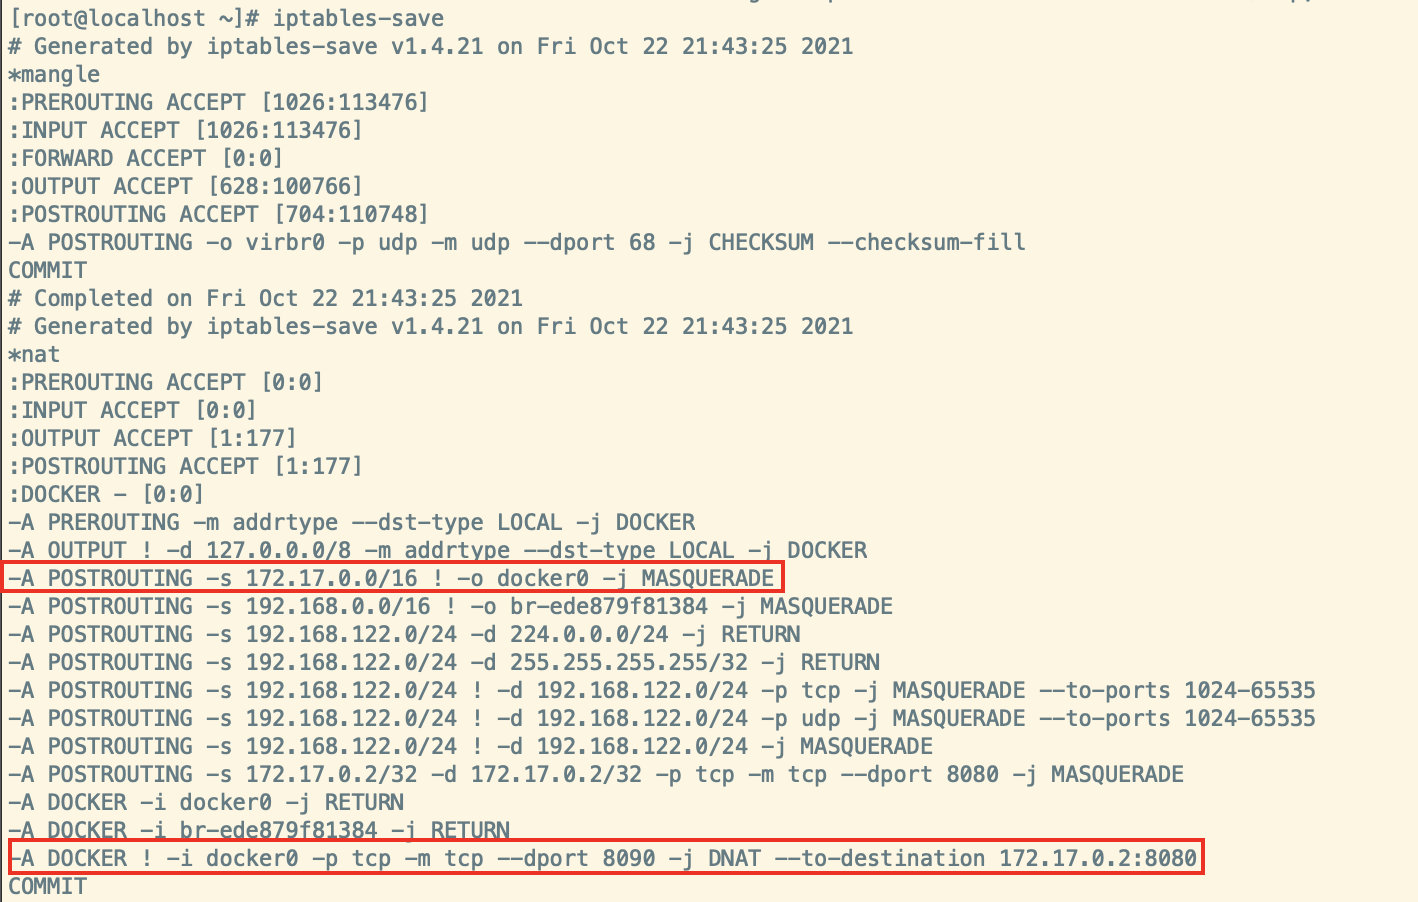 [root@localhost ~]# iptables-save
# Generated by iptables-save v1.4.21 on Fri Oct 22 21:43:25 2021
*mangle
:PREROUTING ACCEPT [1026:113476]
:INPUT ACCEPT [1026:113476]
:FORWARD ACCEPT [0:0]
:OUTPUT ACCEPT [628:100766]
:POSTROUTING ACCEPT [704:110748]
-A POSTROUTING -o virbr0 -p udp -m udp --dport 68 -j CHECKSUM --checksum-fill
COMMIT
# Completed on Fri Oct 22 21:43:25 2021
# Generated by iptables-save v1.4.21 on Fri Oct 22 21:43:25 2021
*nat
:PREROUTING ACCEPT [0:0]
:INPUT ACCEPT [0:0]
:OUTPUT ACCEPT [1:177]
:POSTROUTING ACCEPT [1:177]
:DOCKER - [0:0]
-A PREROUTING -m addrtype --dst-type LOCAL -j DOCKER
-A OUTPUT ! -d 127.0.0.0/8 -m addrtype --dst-type LOCAL -j DOCKER
-A POSTROUTING -s 172.17.0.0/16 ! -o docker0 -j MASQUERADE
-A POSTROUTING -s 192.168.0.0/16 ! -o br-ede879f81384 -j MASQUERADE
-A POSTROUTING -s 192.168.122.0/24 -d 224.0.0.0/24 -j RETURN
-A POSTROUTING -s 192.168.122.0/24 -d 255.255.255.255/32 -j RETURN
-A POSTROUTING -s 192.168.122.0/24 ! -d 192.168.122.0/24 -p tcp -j MASQUERADE --to-ports 1024-65535
-A POSTROUTING -s 192.168.122.0/24 ! -d 192.168.122.0/24 -p udp -j MASQUERADE --to-ports 1024-65535
-A POSTROUTING -s 192.168.122.0/24 ! -d 192.168.122.0/24 -j MASQUERADE
-A POSTROUTING -s 172.17.0.2/32 -d 172.17.0.2/32 -p tcp -m tcp --dport 8080 -j MASQUERADE
-A DOCKER -i docker0 -j RETURN
-A DOCKER -i br-ede879f81384 -j RETURN
-A DOCKER ! -i docker0 -p tcp -m tcp --dport 8090 -j DNAT --to-destination 172.17.0.2:8080
COMMIT